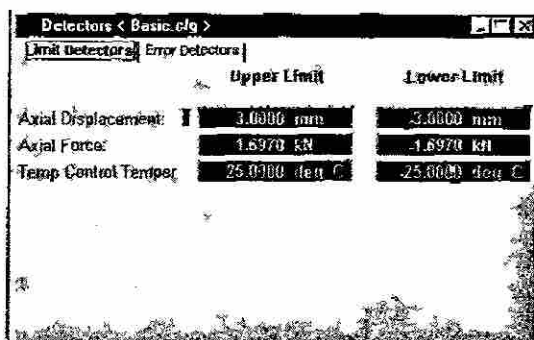 Detectors < Basic.cfg >
Limit Detectors Error Detectors
Upper Limit Lower Limit
Axial Displacement: 3.0000 mm -3.0000 mm
Axial Force: 1.6970 kN -1.6970 kN
Temp Control Temper 25.0000 deg C -25.0000 deg C